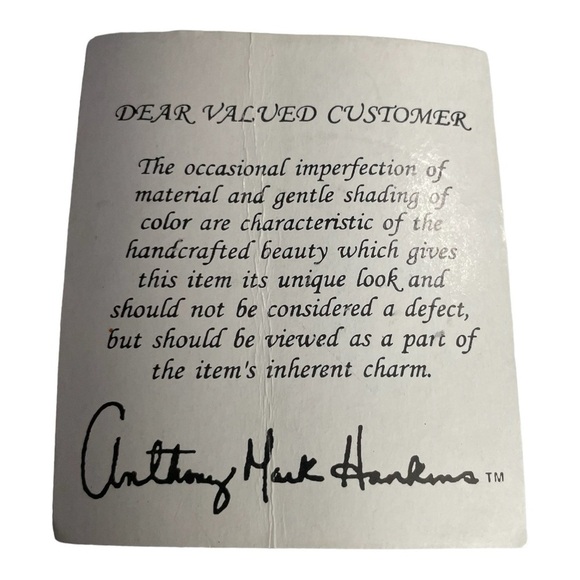 DEAR VALUED CUSTOMER
The occasional imperfection of
material and gentle shading of
color are characteristic of the
handcrafted beauty which gives
this item its unique look and
should not be considered a defect,
but should be viewed as a part of
the item's inherent charm.
Anthony Mark Hankins TM